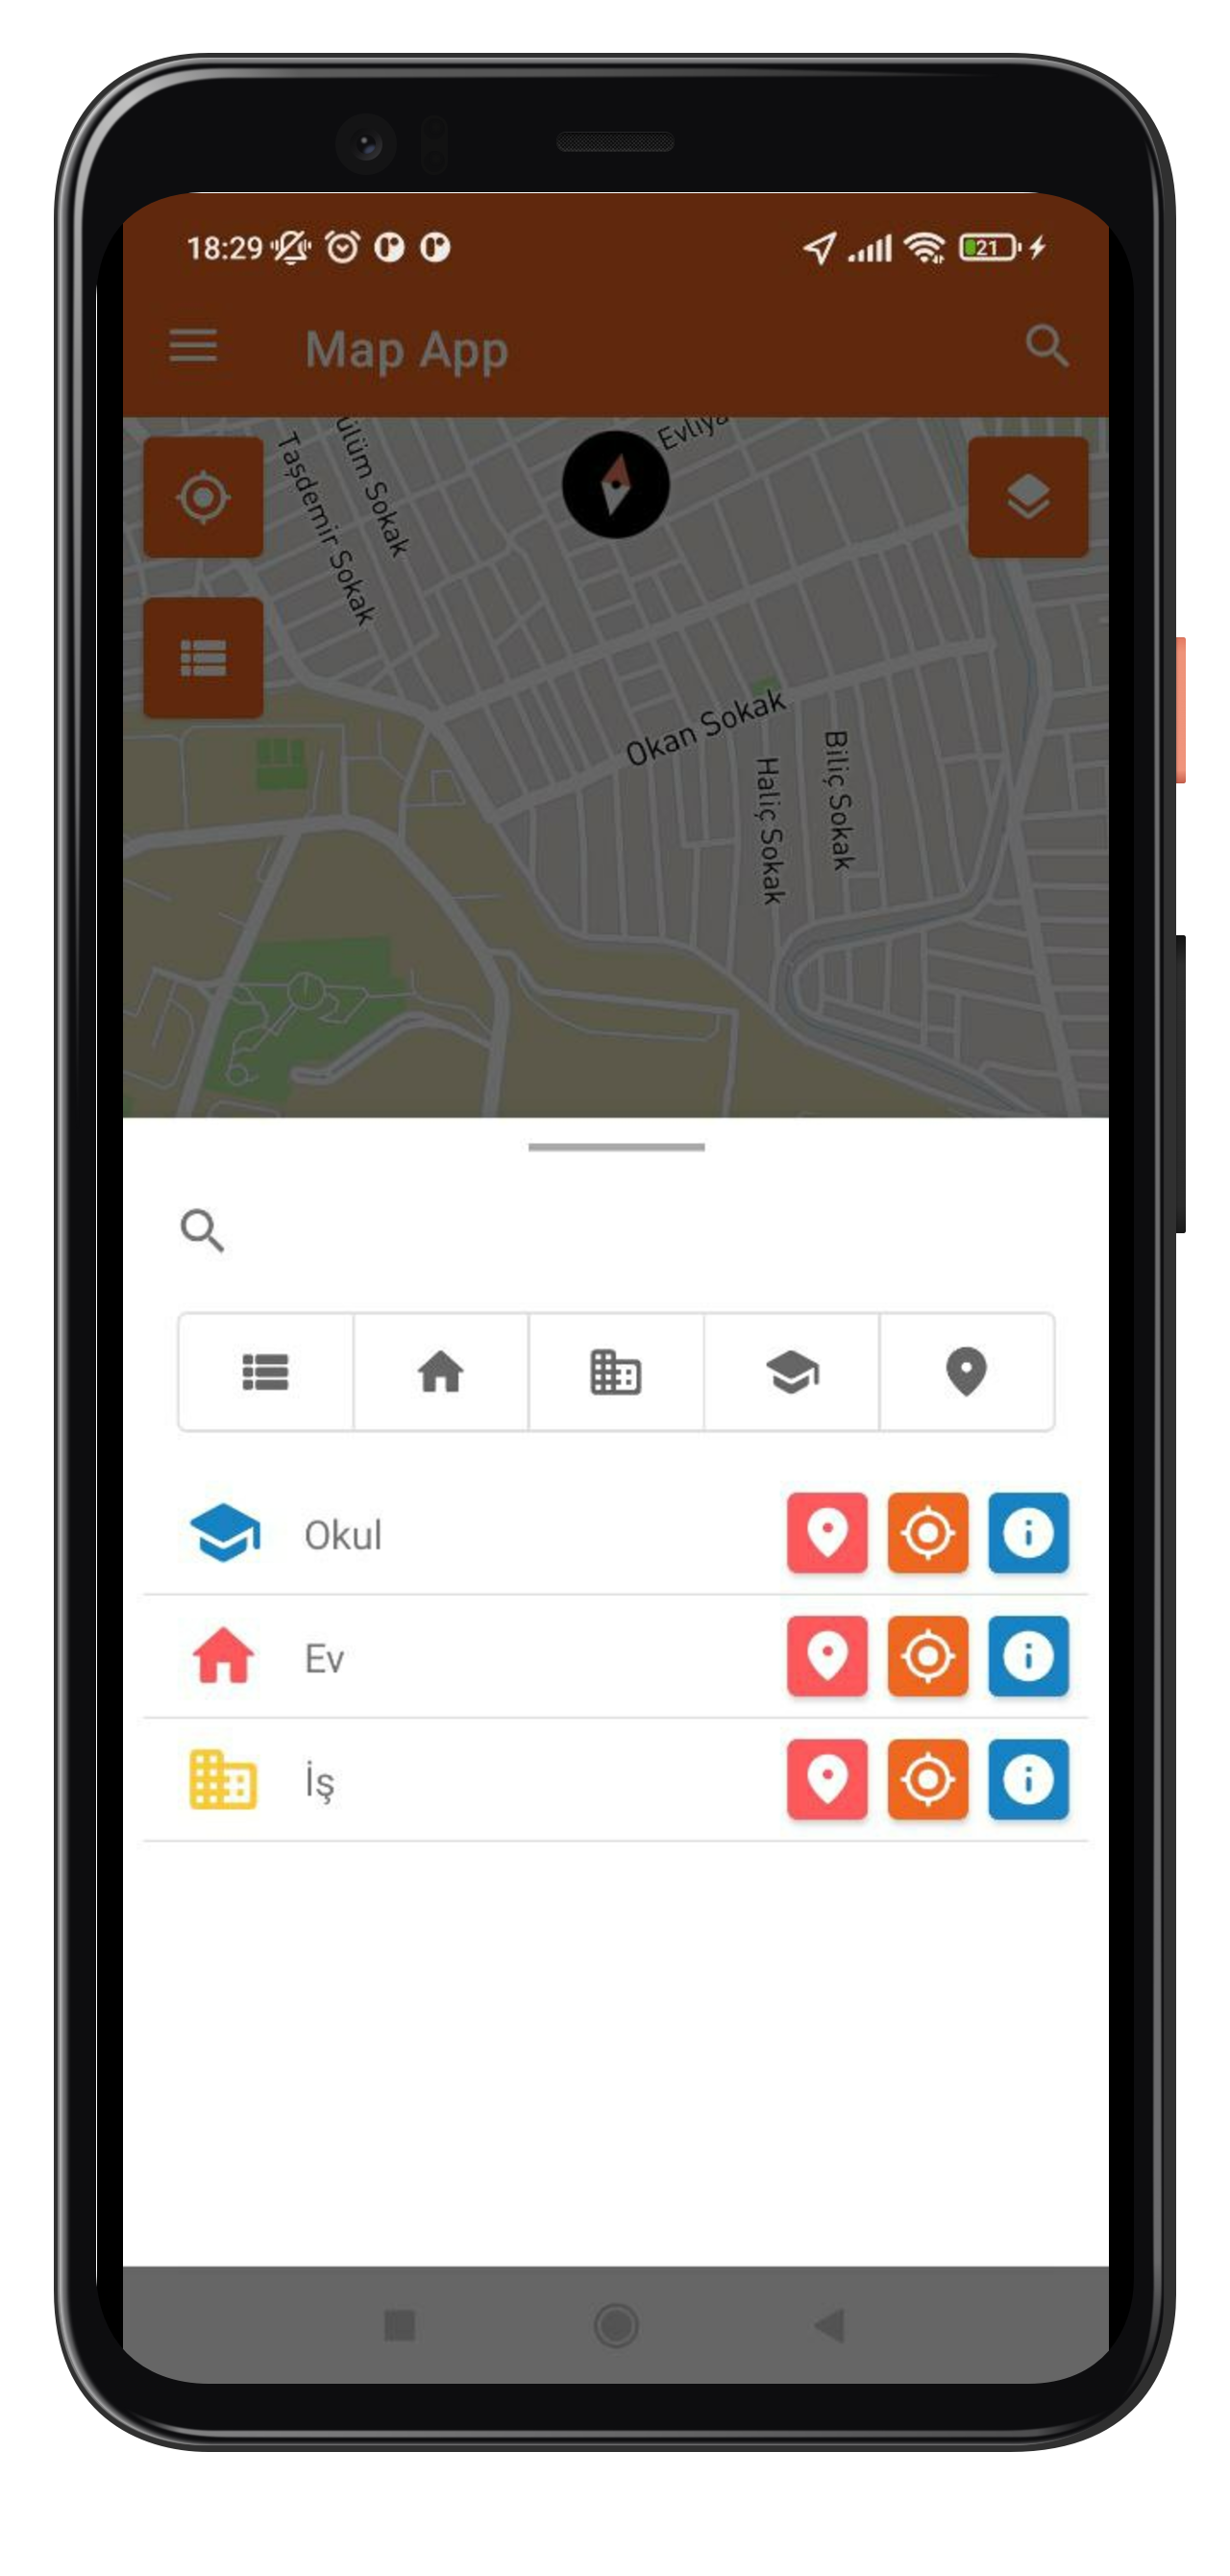 18:29
21
Map App
Evliya
ülüm Sokak
Taşdemir Sokak
Okan Sokak
Biliç Sokak
Haliç Sokak
Okul
Ev
İş